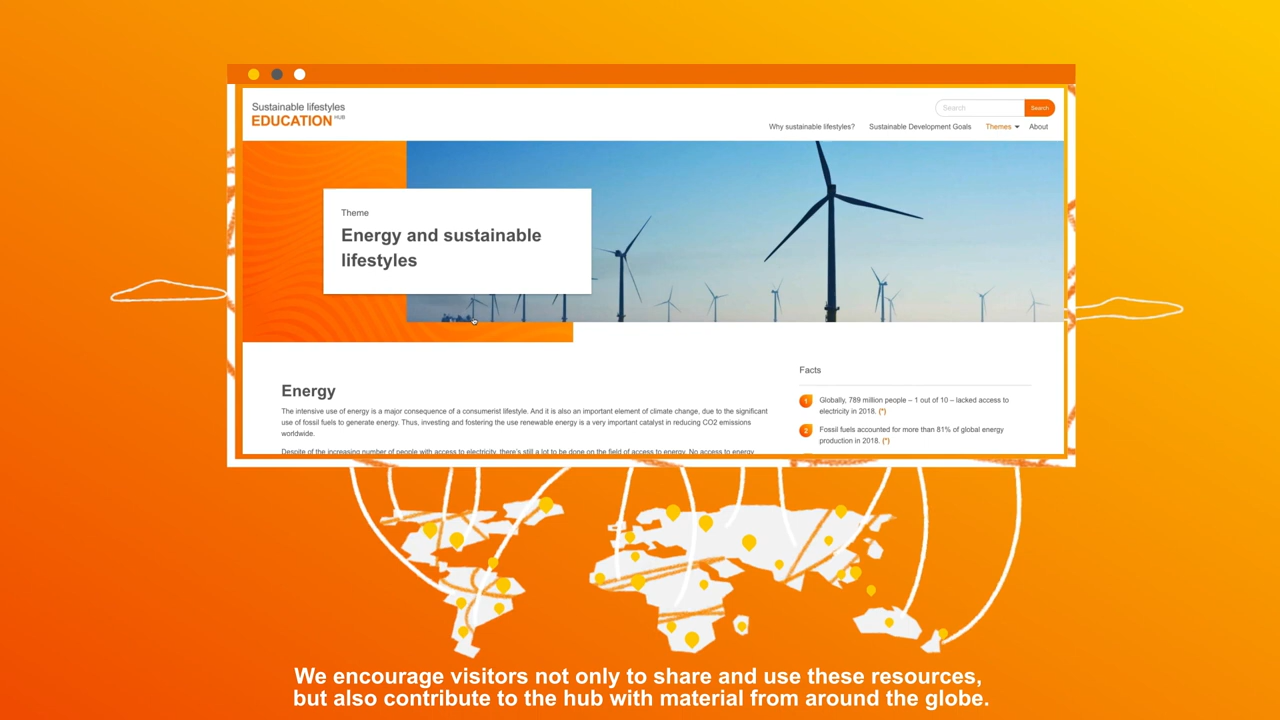 Sustainable lifestyles
EDUCATION HUB
Search
Search
Why sustainable lifestyles?
Sustainable Development Goals
Themes
About
Theme
Energy and sustainable
lifestyles
Energy
The intensive use of energy is a major consequence of a consumerist lifestyle. And it is also an important element of climate change, due to the significant
use of fossil fuels to generate energy. Thus, investing and fostering the use renewable energy is a very important catalyst in reducing CO2 emissions
worldwide.
Despite of the increasing number of people with access to electricity, there's still a lot to be done on the field of access to energy. No access to energy
Facts
1
Globally, 789 million people – 1 out of 10 – lacked access to
electricity in 2018. (*)
2
Fossil fuels accounted for more than 81% of global energy
production in 2018. (*)
We encourage visitors not only to share and use these resources,
but also contribute to the hub with material from around the globe.